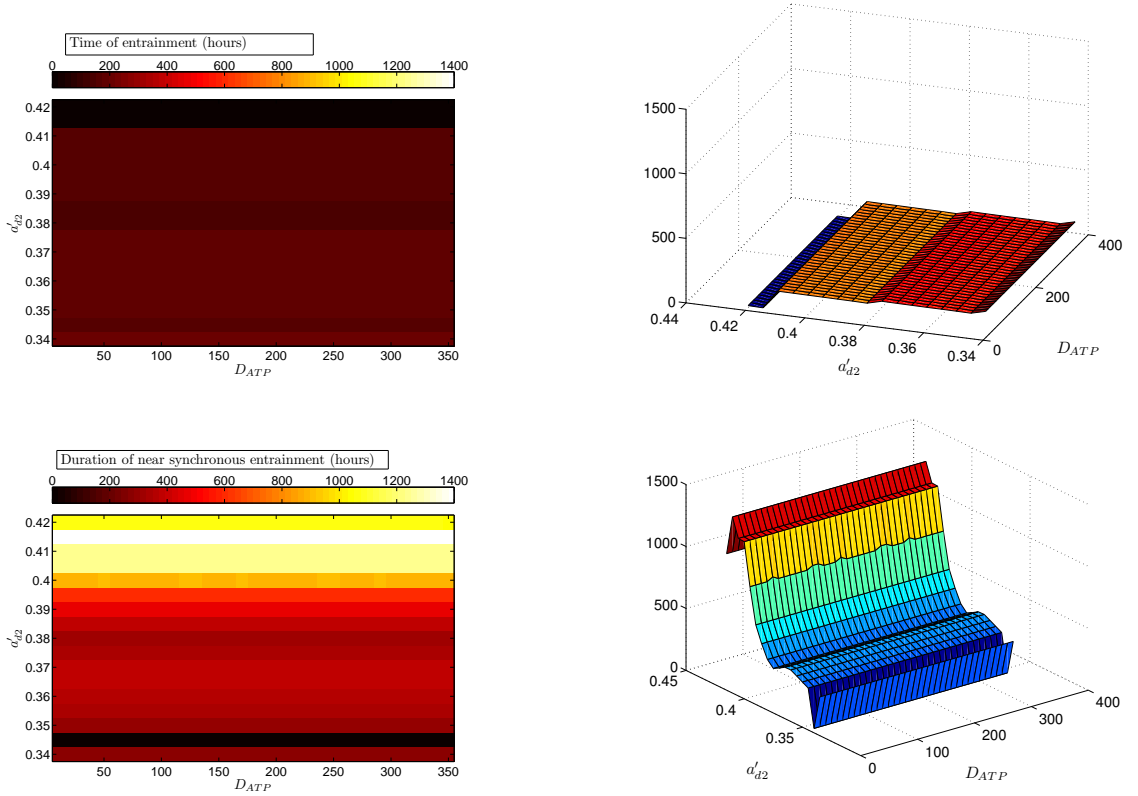 Time of entrainment (hours)
0 200 400 600 800 1000 1200 1400
0.42
0.41
0.4
0.39
0.38
0.37
0.36
0.35
0.34
a′d2
50 100 150 200 250 300 350
DATP
1500
1000
500
0
0.44 0.42 0.4 0.38 0.36 0.34
a′d2
0 200 400
DATP
Duration of near synchronous entrainment (hours)
0 200 400 600 800 1000 1200 1400
0.42
0.41
0.4
0.39
0.38
0.37
0.36
0.35
0.34
a′d2
50 100 150 200 250 300 350
DATP
1500
1000
500
0
0.45 0.4 0.35
a′d2
0 100 200 300 400
DATP